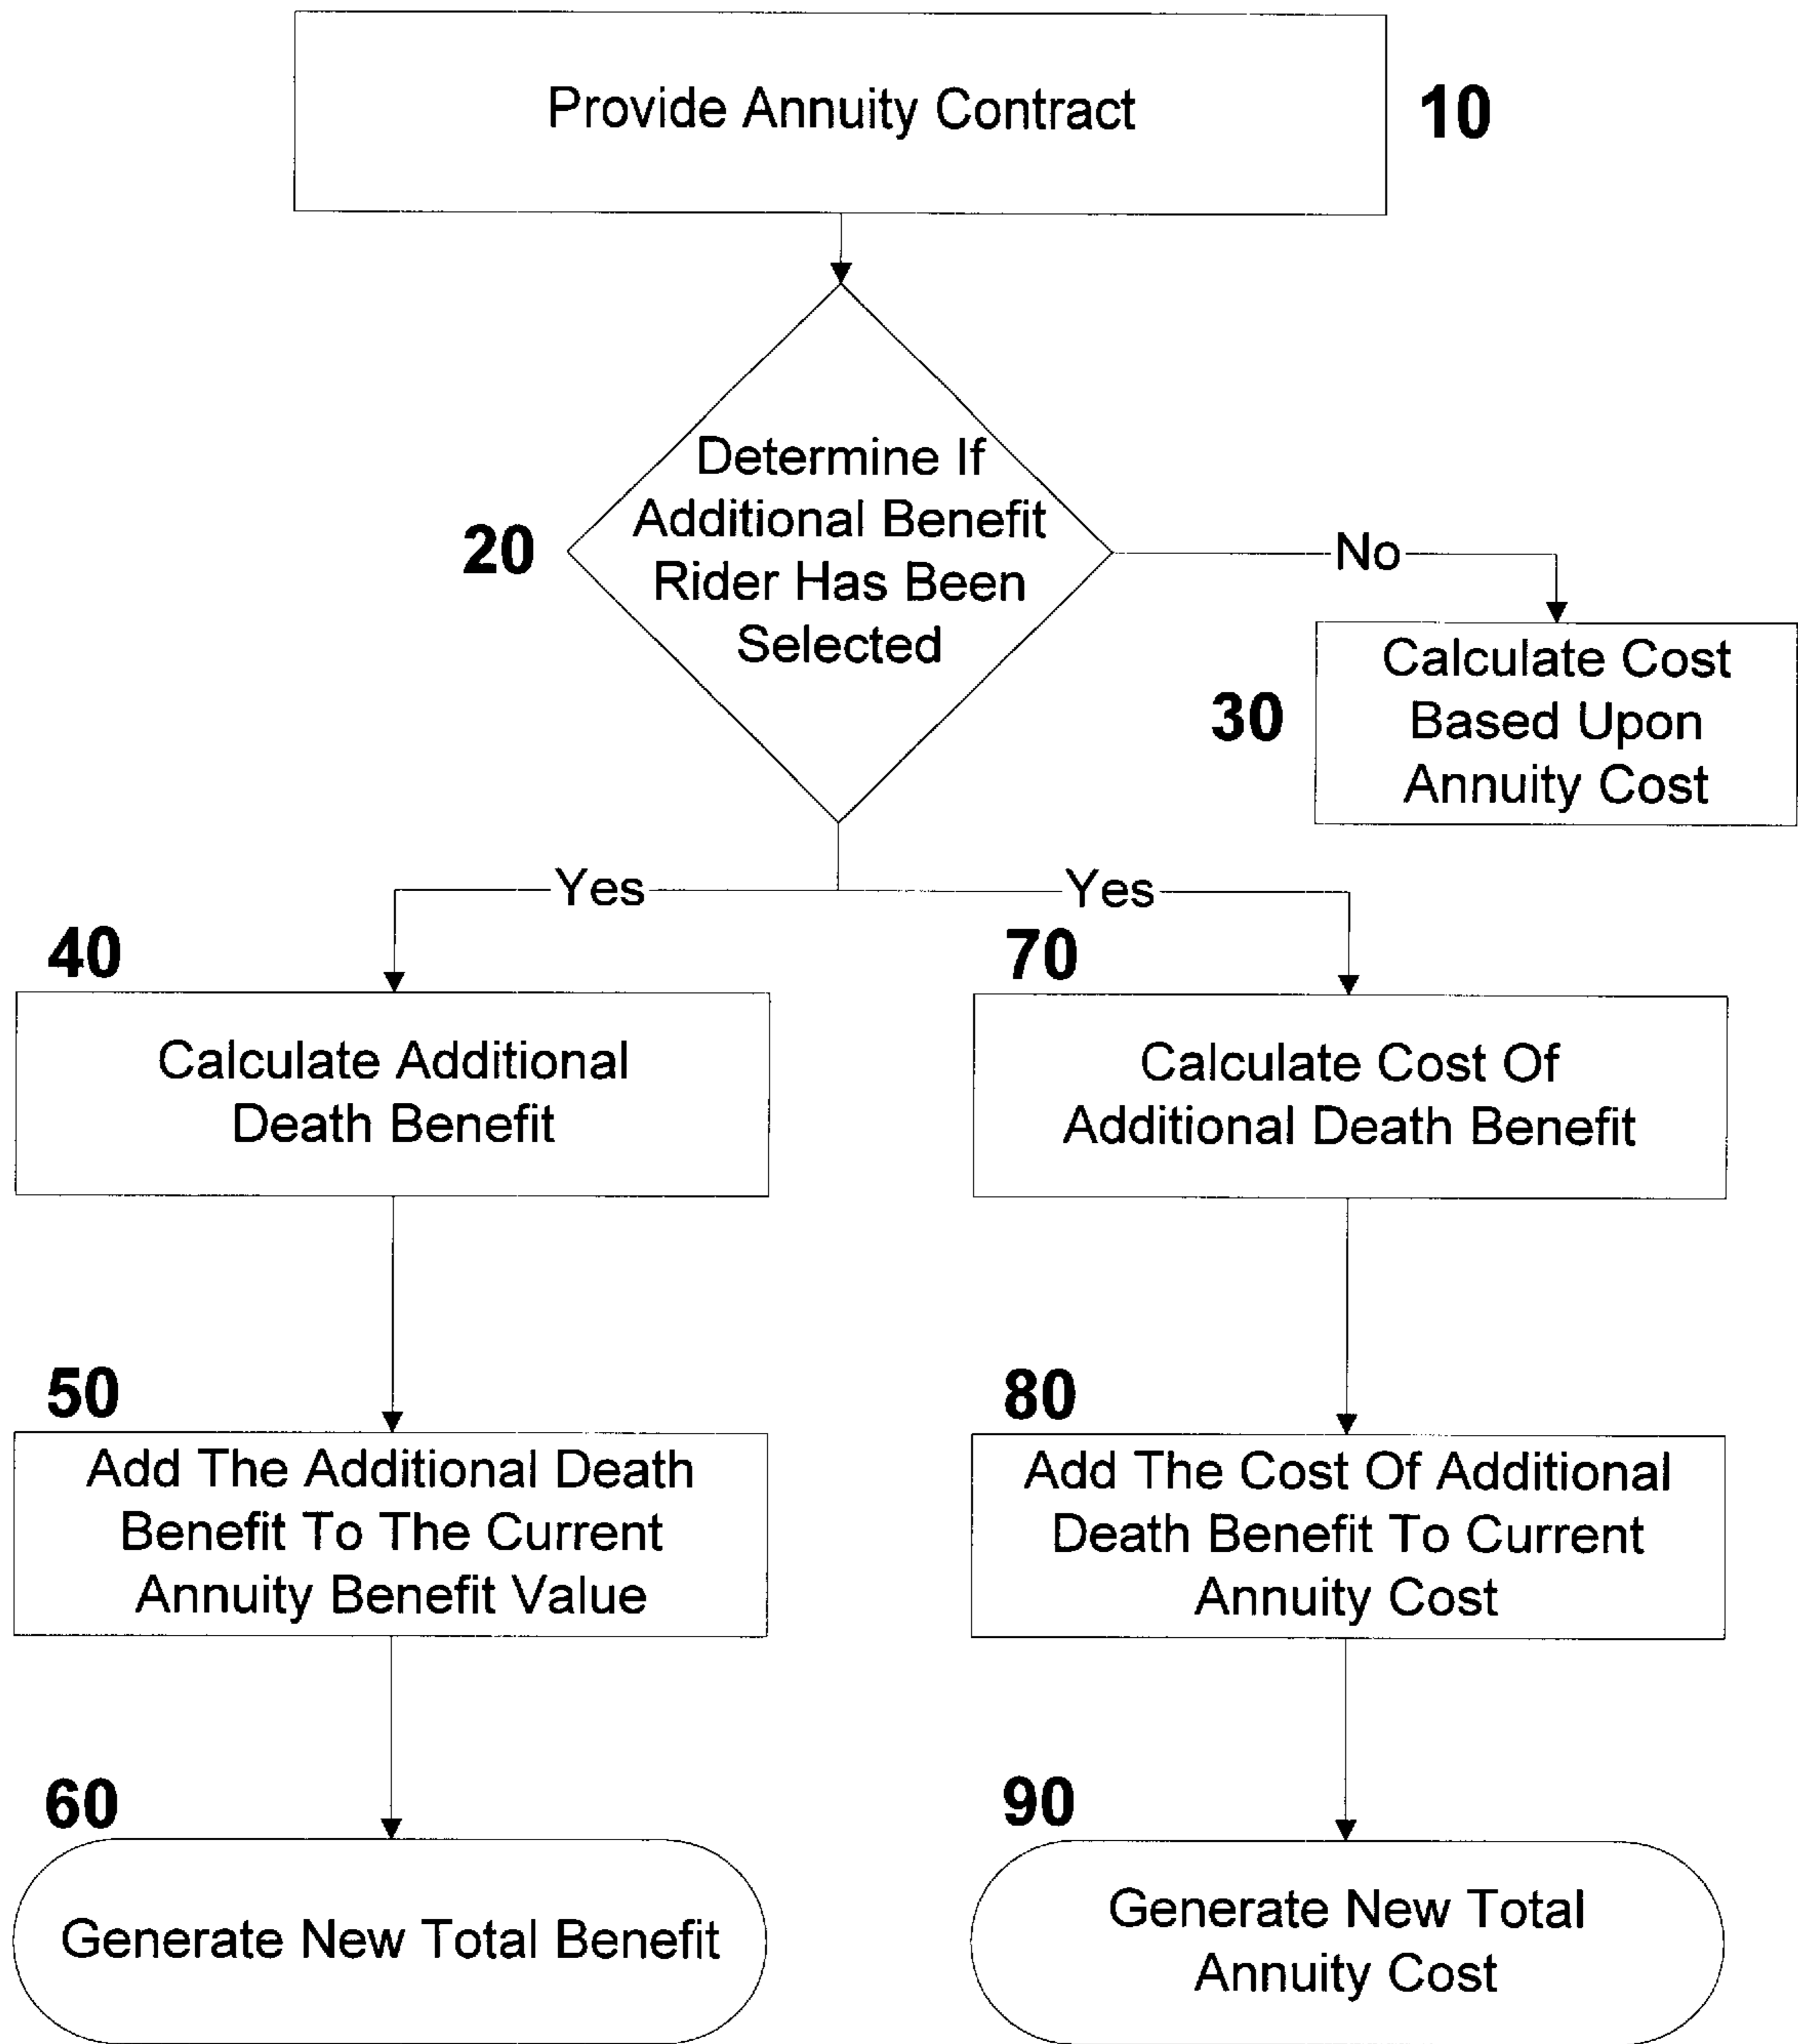 Provide Annuity Contract
10
Determine If
Additional Benefit
Rider Has Been
Selected
20
No
Calculate Cost
Based Upon
Annuity Cost
30
Yes
Yes
40
Calculate Additional
Death Benefit
70
Calculate Cost Of
Additional Death Benefit
50
Add The Additional Death
Benefit To The Current
Annuity Benefit Value
80
Add The Cost Of Additional
Death Benefit To Current
Annuity Cost
60
Generate New Total Benefit
90
Generate New Total
Annuity Cost